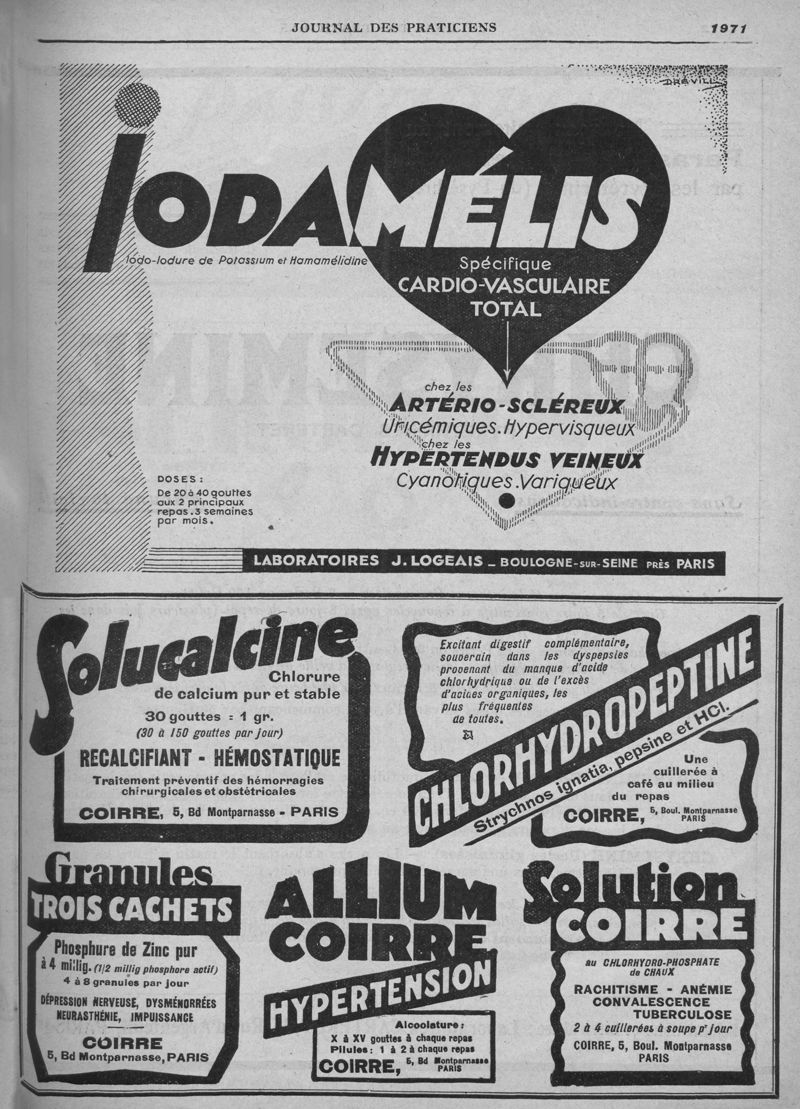 JOURNAL DES PRATICIENS 1971
DRÉVILL
IODAMÉLIS
Iodo-Iodure de Potassium et Hamamélidine
Spécifique
CARDIO-VASCULAIRE
TOTAL
chez les
ARTÉRIO-SCLÉREUX
Uricémiques.Hypervisqueux
chez les
HYPERTENDUS VEINEUX
Cyanotiques.Variqueux
DOSES :
De 20 à 40 gouttes
aux 2 principaux
repas. 3 semaines
par mois.
LABORATOIRES J. LOGEAIS _ BOULOGNE-SUR-SEINE PRÈS PARIS
Solucalcine
Chlorure
de calcium pur et stable
30 gouttes : 1 gr.
(30 à 150 gouttes par jour)
RECALCIFIANT - HÉMOSTATIQUE
Traitement préventif des hémorragies
chirurgicales et obstétricales
COIRRE, 5, Bd Montparnasse - PARIS
Excitant digestif complémentaire,
souverain dans les dyspepsies
provenant du manque d'acide
chlorhydrique ou de l'excès
d'acides organiques, les
plus fréquentes
de toutes.
CHLORHYDROPEPTINE
Strychnos ignatia, pepsine et HCl.
Une
cuillerée à
café au milieu
du repas
COIRRE, 5, Boul. Montparnasse
PARIS
Granules
TROIS CACHETS
Phosphure de Zinc pur
à 4 millig. (1/2 millig phosphore actif)
4 à 8 granules par jour
DÉPRESSION NERVEUSE, DYSMÉNORRÉES
NEURASTHÉNIE, IMPUISSANCE
COIRRE
5, Bd Montparnasse, PARIS
ALLIUM
COIRRE
HYPERTENSION
Alcoolature :
X à XV gouttes à chaque repas
Pilules : 1 à 2 à chaque repas
COIRRE, 5, Bd Montparnasse
PARIS
Solution
COIRRE
au CHLORHYDRO-PHOSPHATE
de CHAUX
RACHITISME - ANÉMIE
CONVALESCENCE
TUBERCULOSE
2 à 4 cuillerées à soupe pr jour
COIRRE, 5, Boul. Montparnasse
PARIS